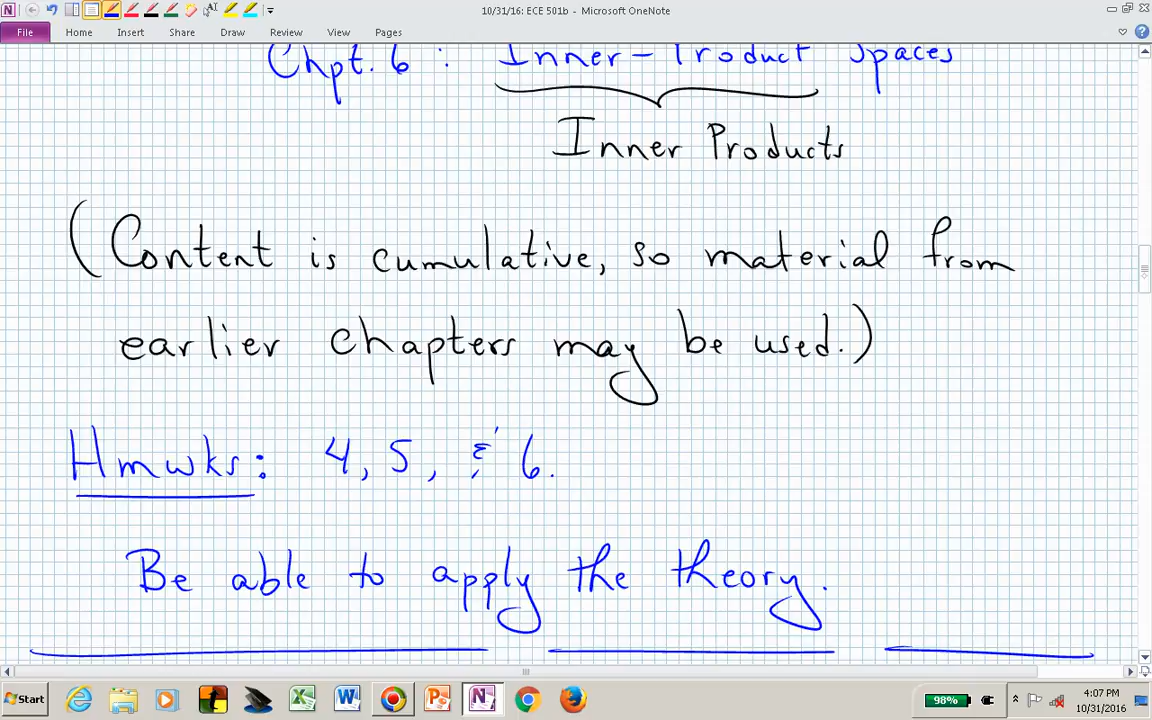 10/31/16: ECE 501b - Microsoft OneNote
File Home Insert Share Draw Review View Pages
Chpt. 6 : Inner-Product Spaces
Inner Products
(Content is cumulative, so material from
earlier chapters may be used.)
Hmwks: 4, 5, & 6.
Be able to apply the theory.
Start
98%
4:07 PM
10/31/2016